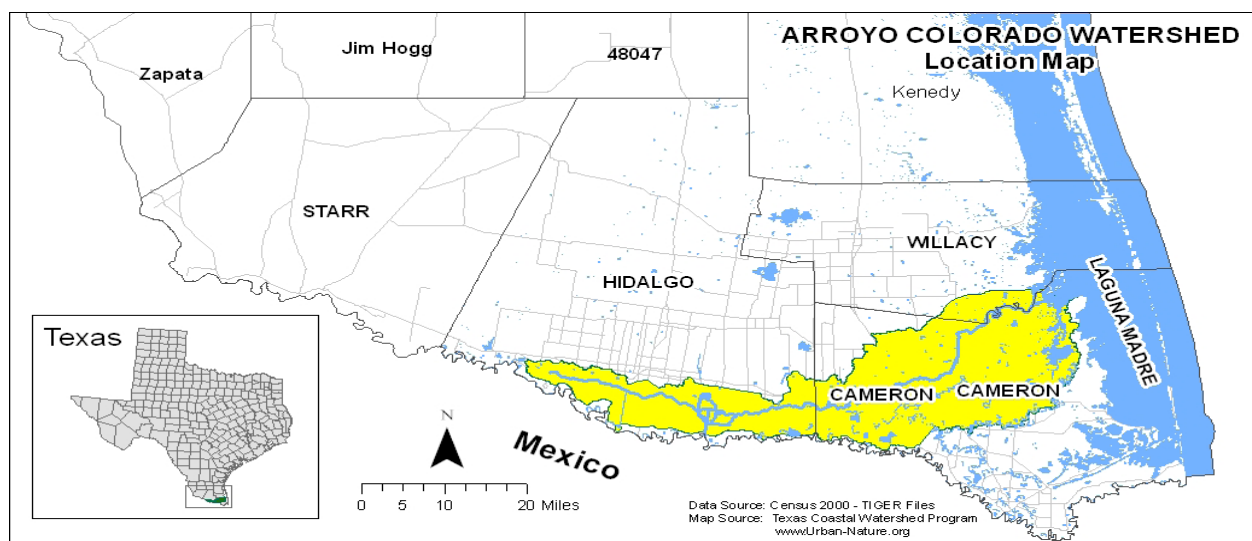 ARROYO COLORADO WATERSHED
Location Map
Zapata
Jim Hogg
48047
Kenedy
STARR
WILLACY
HIDALGO
LAGUNA MADRE
CAMERON
CAMERON
Texas
N
Mexico
0 5 10 20 Miles
Data Source: Census 2000 - TIGER Files
Map Source: Texas Coastal Watershed Program
www.Urban-Nature.org